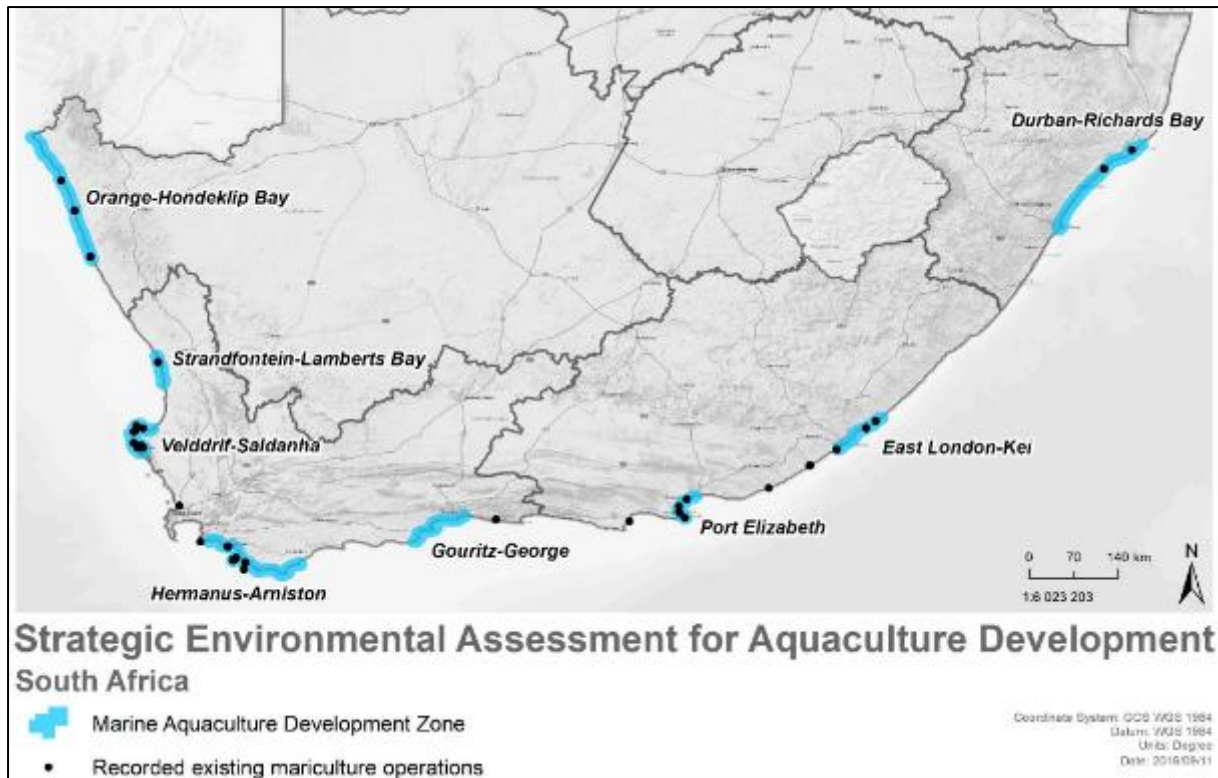 Durban-Richards Bay
Orange-Hondeklip Bay
Strandfontein-Lamberts Bay
Velddrif-Saldanha
East London-Kei
Port Elizabeth
Gouritz-George
Hermanus-Arniston
0 70 140 km
N
1:6 023 203
Strategic Environmental Assessment for Aquaculture Development
South Africa
Marine Aquaculture Development Zone
Recorded existing mariculture operations
Coordinate System: GCS WGS 1984
Datum: WGS 1984
Units: Degree